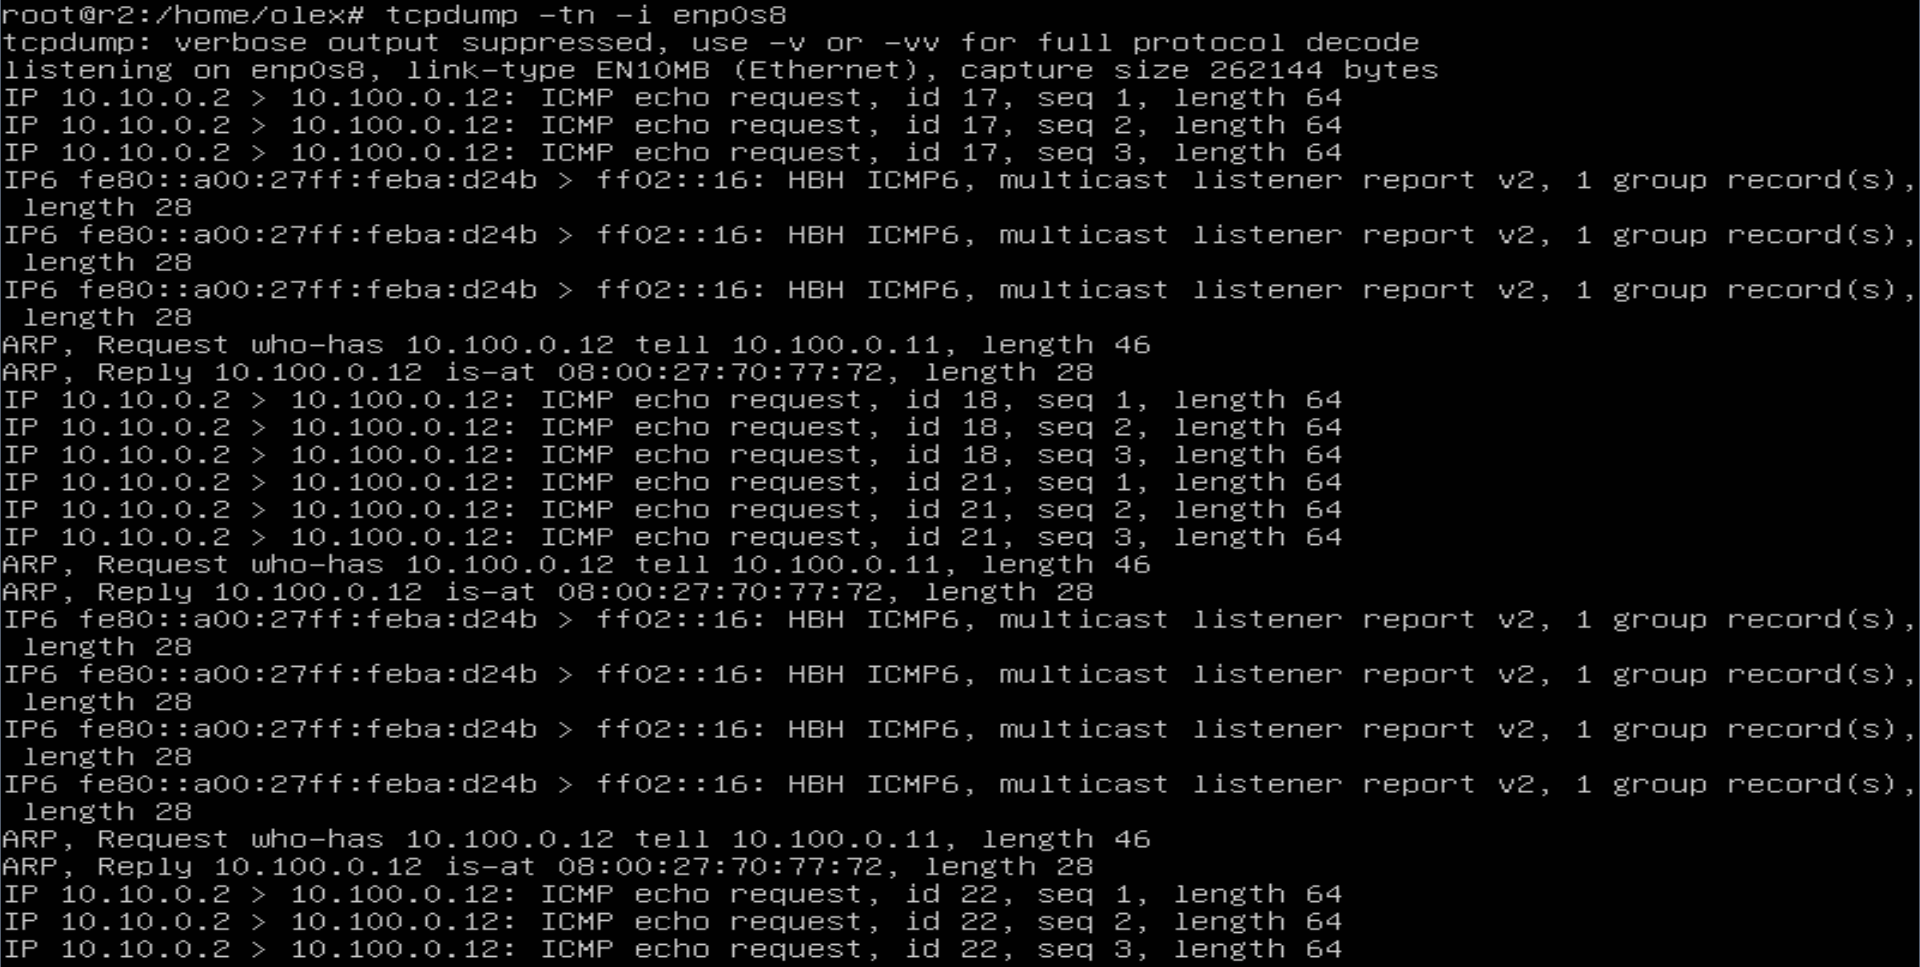 root@r2:/home/olex# tcpdump -tn -i enp0s8
tcpdump: verbose output suppressed, use -v or -vv for full protocol decode
listening on enp0s8, link-type EN10MB (Ethernet), capture size 262144 bytes
IP 10.10.0.2 > 10.100.0.12: ICMP echo request, id 17, seq 1, length 64
IP 10.10.0.2 > 10.100.0.12: ICMP echo request, id 17, seq 2, length 64
IP 10.10.0.2 > 10.100.0.12: ICMP echo request, id 17, seq 3, length 64
IP6 fe80::a00:27ff:feba:d24b > ff02::16: HBH ICMP6, multicast listener report v2, 1 group record(s),
 length 28
IP6 fe80::a00:27ff:feba:d24b > ff02::16: HBH ICMP6, multicast listener report v2, 1 group record(s),
 length 28
IP6 fe80::a00:27ff:feba:d24b > ff02::16: HBH ICMP6, multicast listener report v2, 1 group record(s),
 length 28
ARP, Request who-has 10.100.0.12 tell 10.100.0.11, length 46
ARP, Reply 10.100.0.12 is-at 08:00:27:70:77:72, length 28
IP 10.10.0.2 > 10.100.0.12: ICMP echo request, id 18, seq 1, length 64
IP 10.10.0.2 > 10.100.0.12: ICMP echo request, id 18, seq 2, length 64
IP 10.10.0.2 > 10.100.0.12: ICMP echo request, id 18, seq 3, length 64
IP 10.10.0.2 > 10.100.0.12: ICMP echo request, id 21, seq 1, length 64
IP 10.10.0.2 > 10.100.0.12: ICMP echo request, id 21, seq 2, length 64
IP 10.10.0.2 > 10.100.0.12: ICMP echo request, id 21, seq 3, length 64
ARP, Request who-has 10.100.0.12 tell 10.100.0.11, length 46
ARP, Reply 10.100.0.12 is-at 08:00:27:70:77:72, length 28
IP6 fe80::a00:27ff:feba:d24b > ff02::16: HBH ICMP6, multicast listener report v2, 1 group record(s),
 length 28
IP6 fe80::a00:27ff:feba:d24b > ff02::16: HBH ICMP6, multicast listener report v2, 1 group record(s),
 length 28
IP6 fe80::a00:27ff:feba:d24b > ff02::16: HBH ICMP6, multicast listener report v2, 1 group record(s),
 length 28
IP6 fe80::a00:27ff:feba:d24b > ff02::16: HBH ICMP6, multicast listener report v2, 1 group record(s),
 length 28
ARP, Request who-has 10.100.0.12 tell 10.100.0.11, length 46
ARP, Reply 10.100.0.12 is-at 08:00:27:70:77:72, length 28
IP 10.10.0.2 > 10.100.0.12: ICMP echo request, id 22, seq 1, length 64
IP 10.10.0.2 > 10.100.0.12: ICMP echo request, id 22, seq 2, length 64
IP 10.10.0.2 > 10.100.0.12: ICMP echo request, id 22, seq 3, length 64